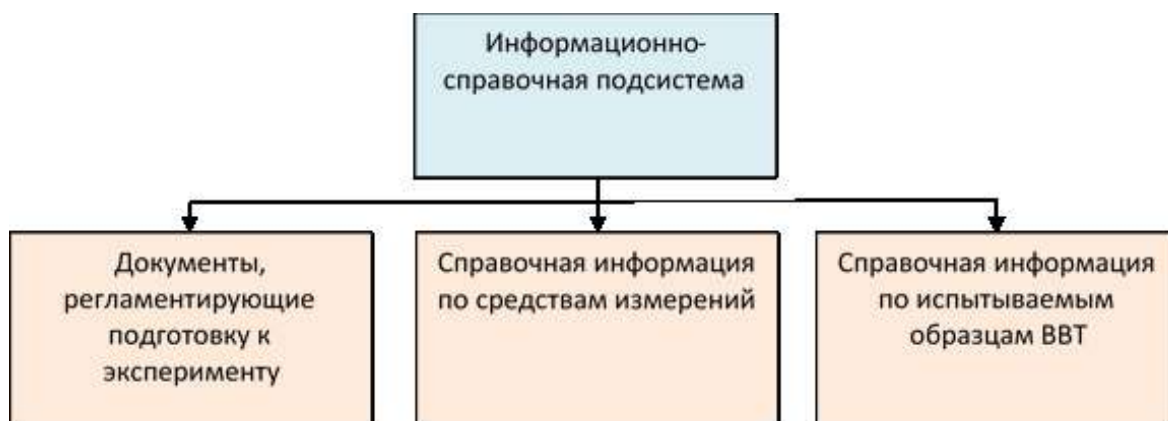 Информационно-
справочная подсистема
Документы,
регламентирующие
подготовку к
эксперименту
Справочная информация
по средствам измерений
Справочная информация
по испытываемым
образцам ВВТ